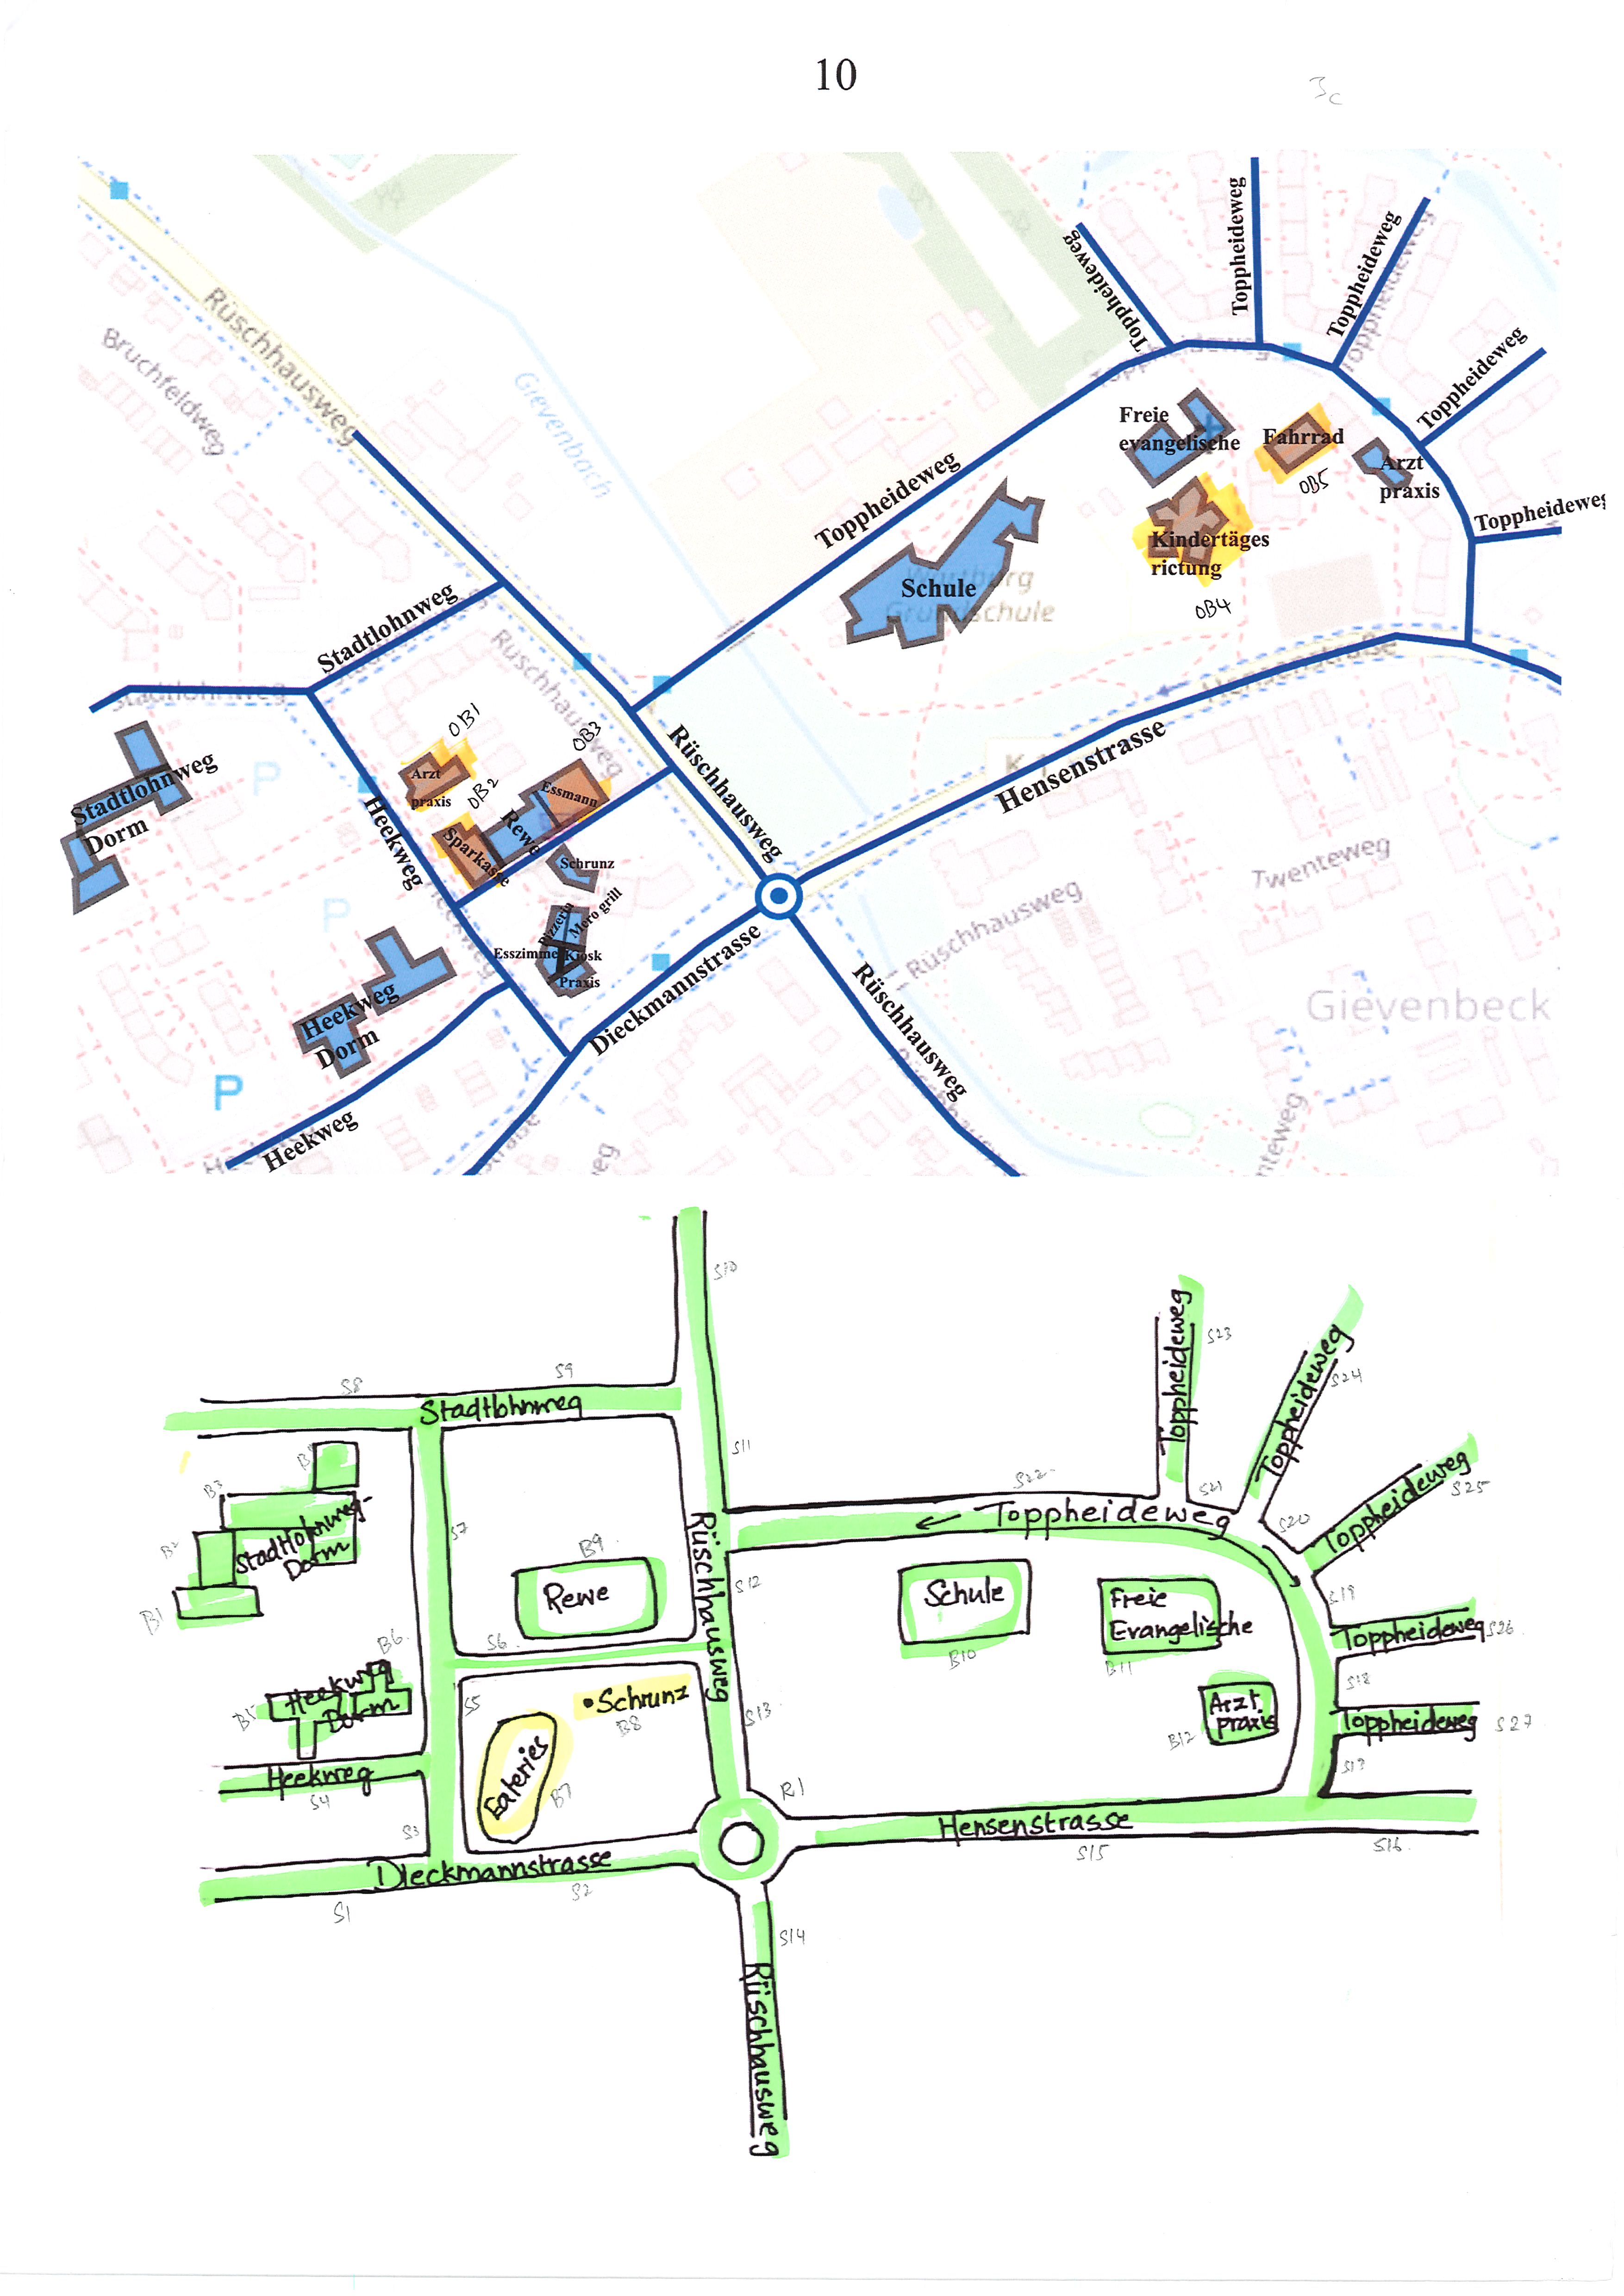 10
3c
Rüschhausweg
Bruchfeldweg
Gievenbach
Toppheideweg
Toppheideweg
Toppheideweg
Toppheideweg
Toppheideweg
Toppheideweg
Freie
evangelische
Fahrrad
OB5
Arzt
praxis
Kindertäges
rictung
OB4
Schule
Wartburg
Grundschule
Stadtlohnweg
Stadtlohnweg
Rüschhausweg
Rüschhausweg
Hensenstrasse
Hensenstraße
Stadtlohnweg
Dorm
P
OB1
OB2
OB3
Arzt
praxis
Essmann
Rewe
Sparkasse
Schrunz
Heekweg
Heekweg
Pizzeria
Moro grill
Esszimmer
Kiosk
Praxis
P
Heekweg
Dorm
P
Heekweg
Dieckmannstrasse
Rüschhausweg
Rüschhausweg
Twenteweg
Gievenbeck
S10
S9
S8
Stadtlohnweg
S11
S23
Toppheideweg
S24
Toppheideweg
S25
Toppheideweg
S22
S21
S20
Toppheideweg
B3
B2
B1
Stadtlohnweg
Dorm
S7
B9
Rewe
S6
Rüschhausweg
S12
Schule
B10
Freie
Evangelische
B11
S19
Toppheideweg
S26
S18
Toppheideweg
S27
B6
B5
Heekweg
Dorm
S5
Schrunz
B8
S13
Arzt
praxis
B12
Heekweg
S4
S3
Eateries
B7
R1
S17
Hensenstrasse
S15
S16
Dieckmannstrasse
S1
S2
S14
Rüschhausweg